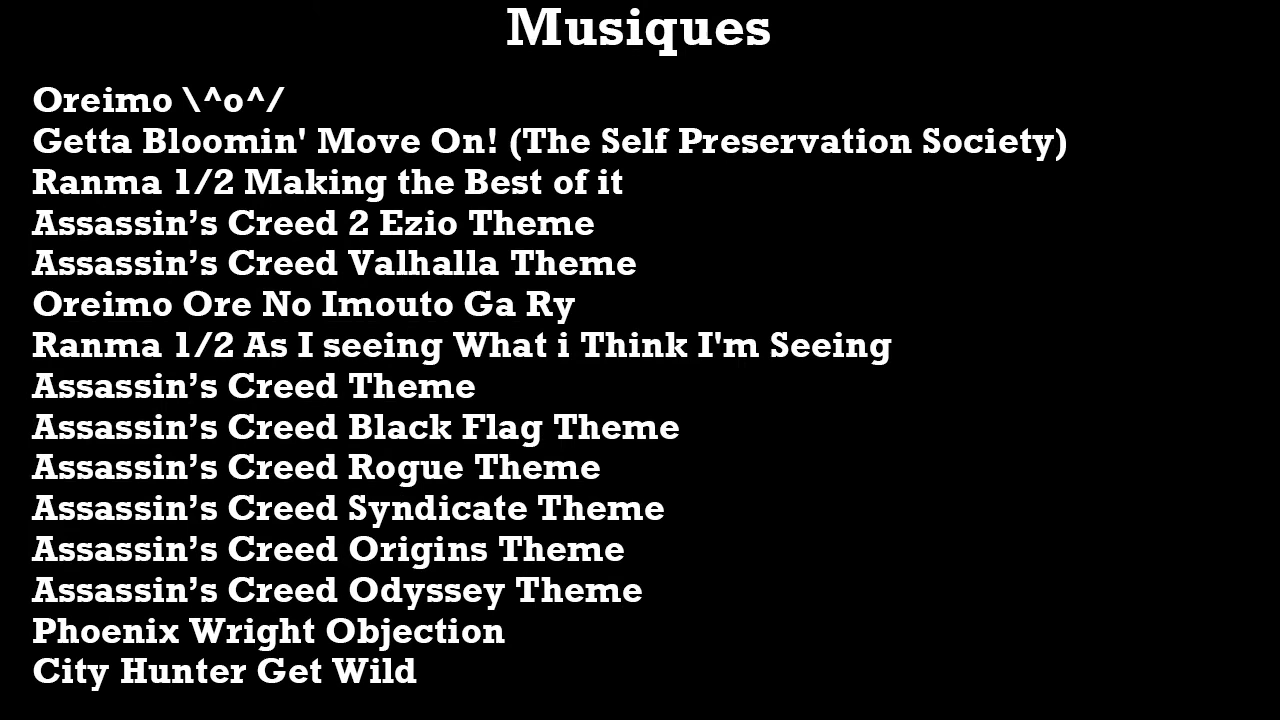 Musiques
Oreimo \^o^/
Getta Bloomin' Move On! (The Self Preservation Society)
Ranma 1/2 Making the Best of it
Assassin’s Creed 2 Ezio Theme
Assassin’s Creed Valhalla Theme
Oreimo Ore No Imouto Ga Ry
Ranma 1/2 As I seeing What i Think I'm Seeing
Assassin’s Creed Theme
Assassin’s Creed Black Flag Theme
Assassin’s Creed Rogue Theme
Assassin’s Creed Syndicate Theme
Assassin’s Creed Origins Theme
Assassin’s Creed Odyssey Theme
Phoenix Wright Objection
City Hunter Get Wild